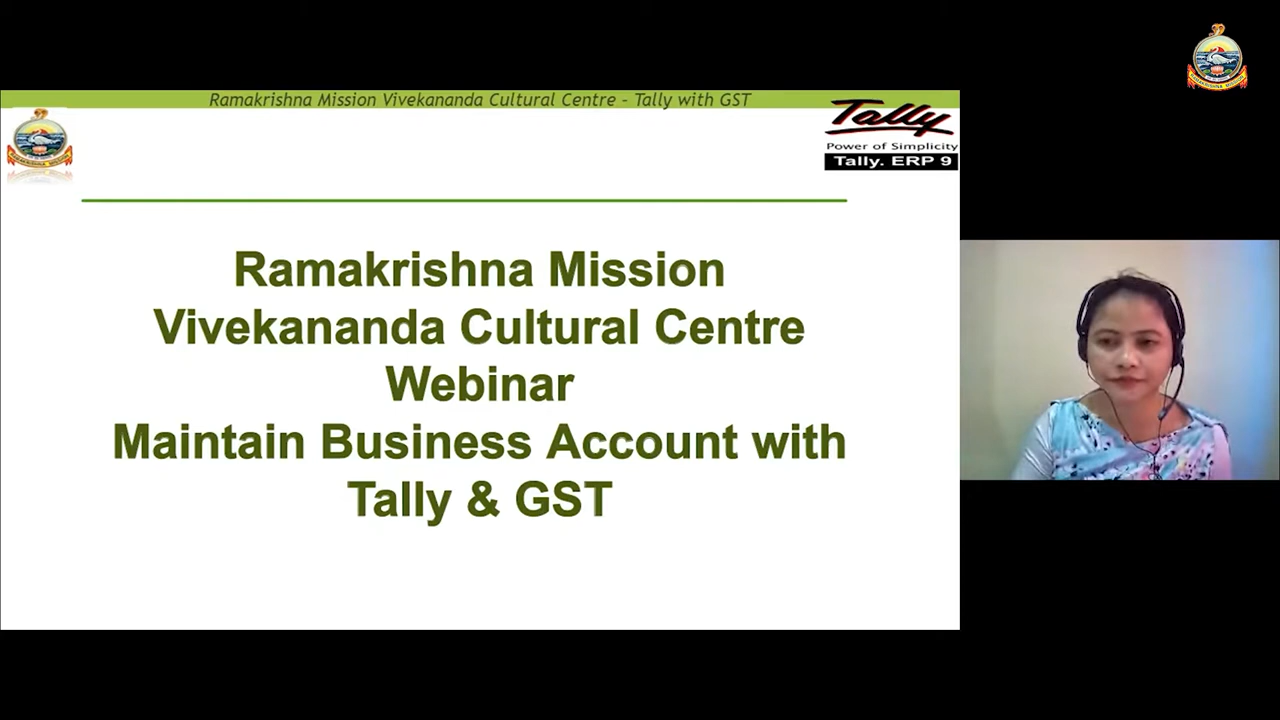 Ramakrishna Mission Vivekananda Cultural Centre - Tally with GST
Tally
Power of Simplicity
Tally. ERP 9
Ramakrishna Mission
Vivekananda Cultural Centre
Webinar
Maintain Business Account with
Tally & GST